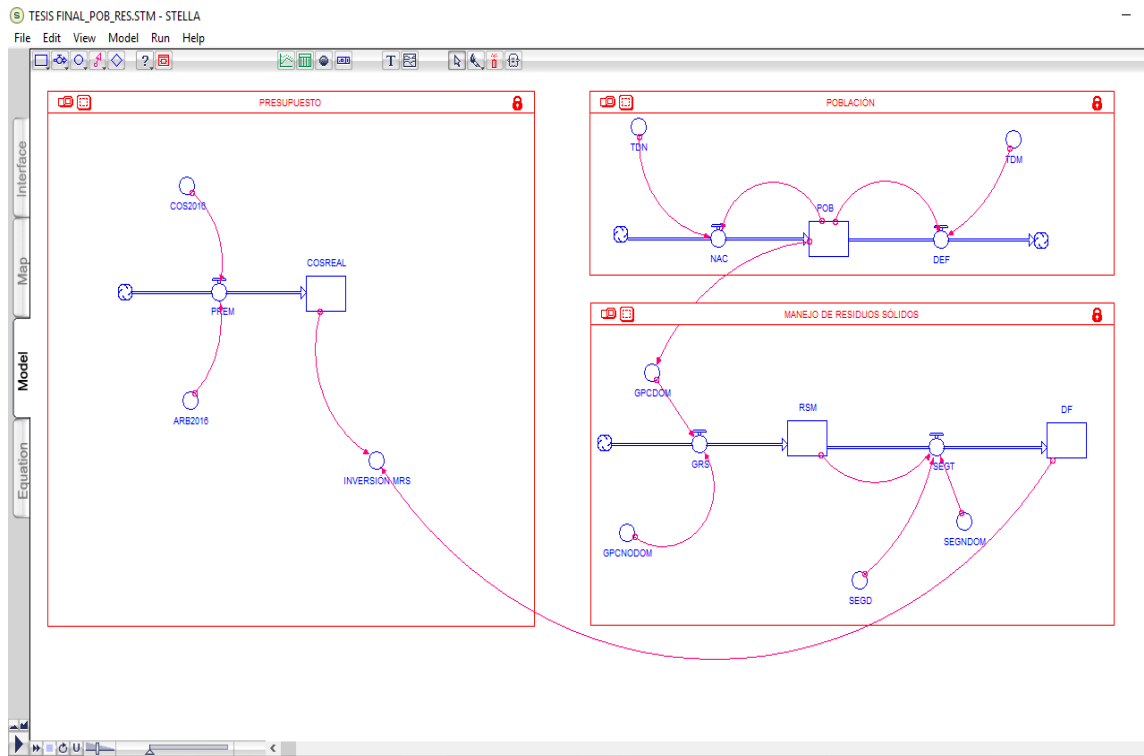 TESIS FINAL_POB_RES.STM - STELLA
File Edit View Model Run Help
Interface
Map
Model
Equation
PRESUPUESTO
COS2016
COSREAL
PREM
ARB2016
INVERSIÓN MRS
POBLACIÓN
TDN
TDM
POB
NAC
DEF
MANEJO DE RESIDUOS SÓLIDOS
GPCDOM
RSM
DF
GRS
SEGT
GPCNODOM
SEGNDOM
SEGD
U